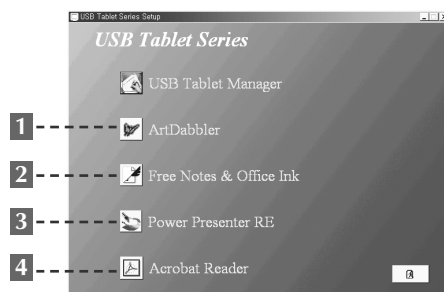 USB Tablet Series Setup
USB Tablet Series
USB Tablet Manager
1 ArtDabbler
2 Free Notes & Office Ink
3 Power Presenter RE
4 Acrobat Reader